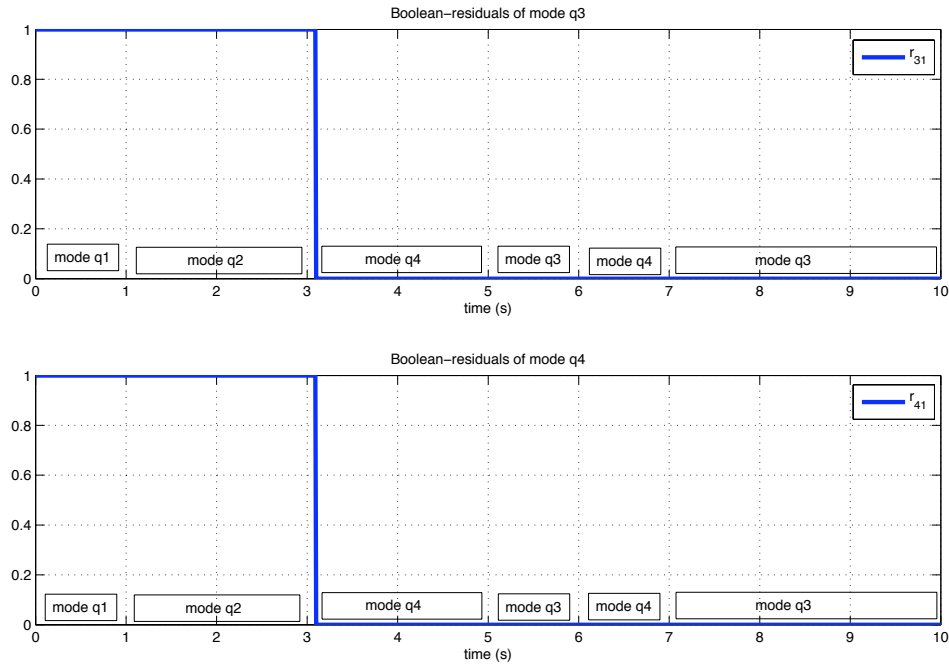 Boolean−residuals of mode q3
1
r31
0.8
0.6
0.4
0.2
mode q1
mode q2
mode q4
mode q3
mode q4
mode q3
0
0 1 2 3 4 5 6 7 8 9 10
time (s)
Boolean−residuals of mode q4
1
r41
0.8
0.6
0.4
0.2
mode q1
mode q2
mode q4
mode q3
mode q4
mode q3
0
0 1 2 3 4 5 6 7 8 9 10
time (s)